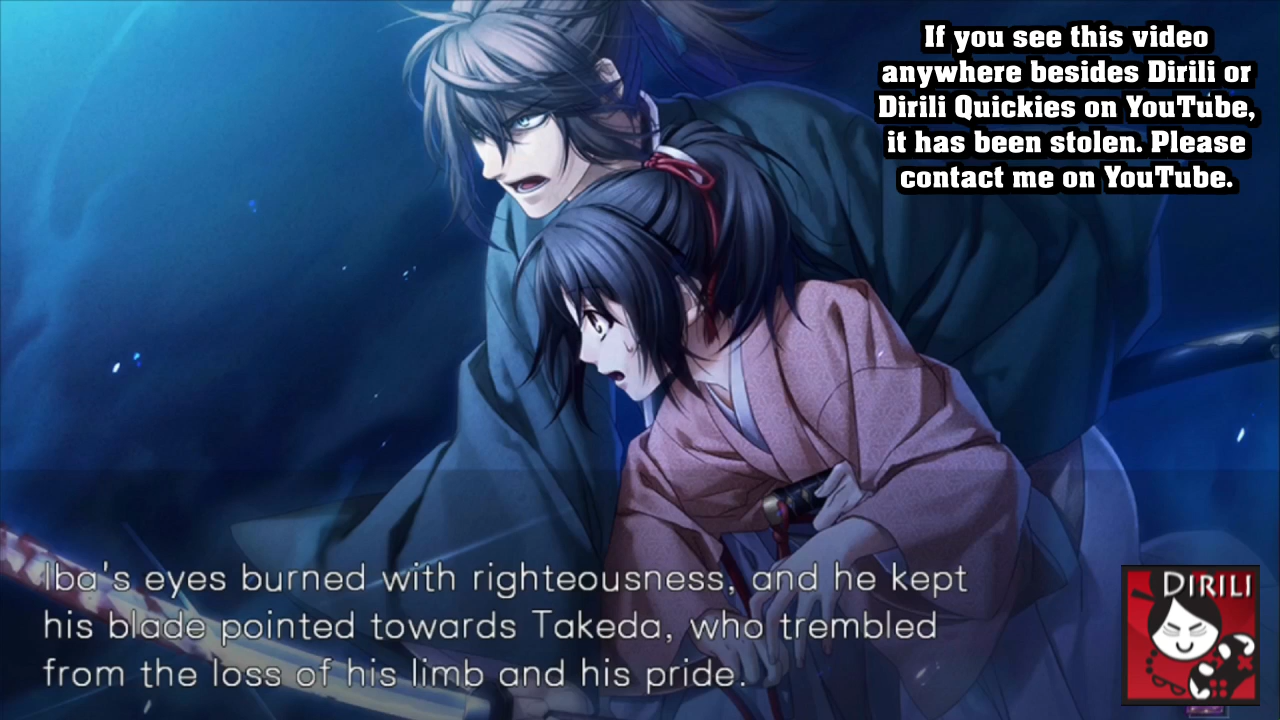 If you see this video
anywhere besides Dirili or
Dirili Quickies on YouTube,
it has been stolen. Please
contact me on YouTube.
Iba's eyes burned with righteousness, and he kept
his blade pointed towards Takeda, who trembled
from the loss of his limb and his pride.
DIRILI